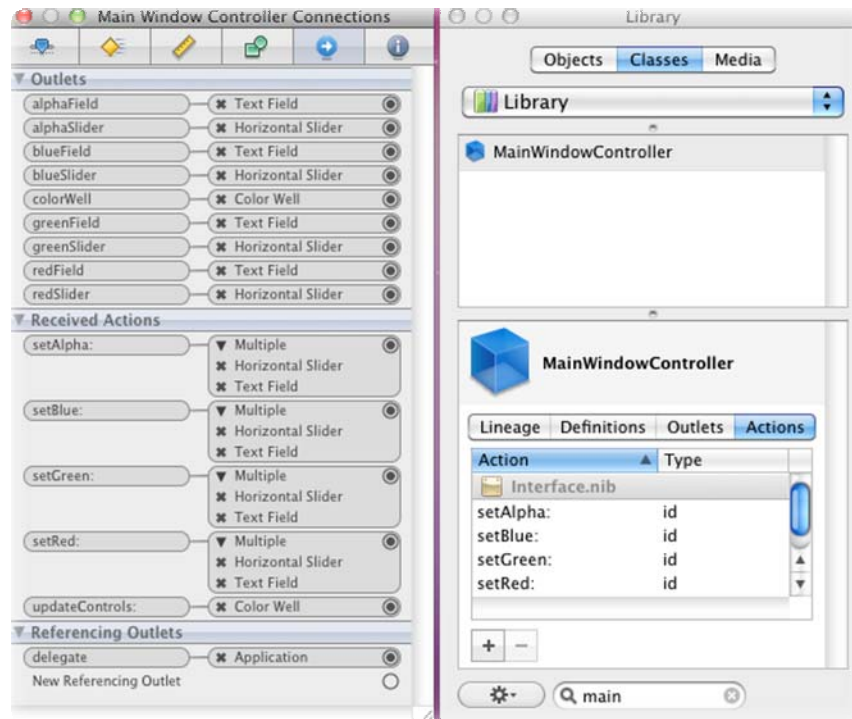 Main Window Controller Connections
Outlets
alphaField Text Field
alphaSlider Horizontal Slider
blueField Text Field
blueSlider Horizontal Slider
colorWell Color Well
greenField Text Field
greenSlider Horizontal Slider
redField Text Field
redSlider Horizontal Slider
Received Actions
setAlpha: Multiple
Horizontal Slider
Text Field
setBlue: Multiple
Horizontal Slider
Text Field
setGreen: Multiple
Horizontal Slider
Text Field
setRed: Multiple
Horizontal Slider
Text Field
updateControls: Color Well
Referencing Outlets
delegate Application
New Referencing Outlet
Library
Objects Classes Media
Library
MainWindowController
MainWindowController
Lineage Definitions Outlets Actions
Action Type
Interface.nib
setAlpha: id
setBlue: id
setGreen: id
setRed: id
main